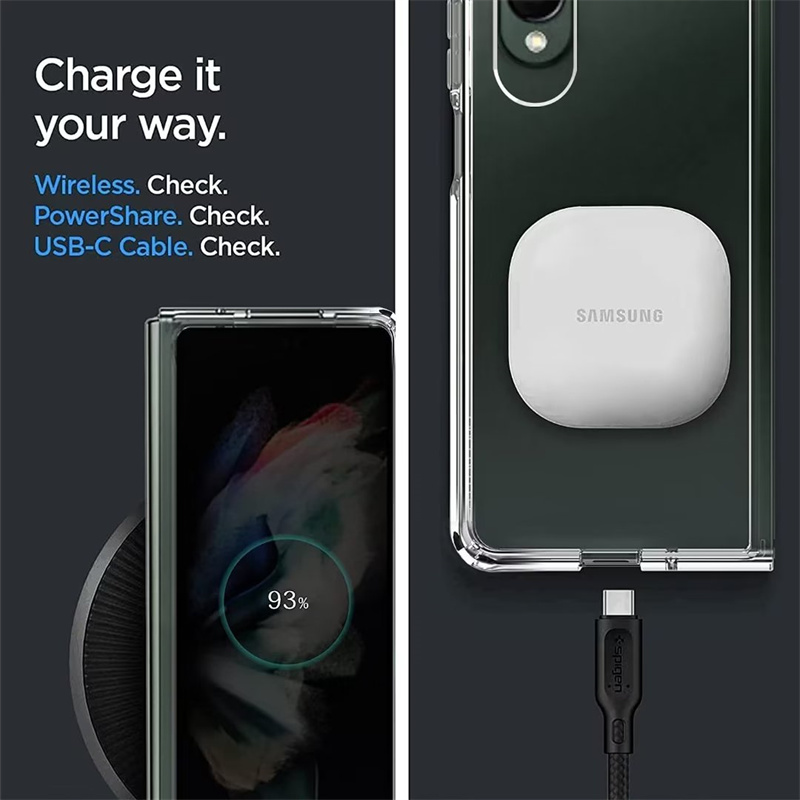 Charge it
your way.
Wireless. Check.
PowerShare. Check.
USB-C Cable. Check.
93%
SAMSUNG
spigen